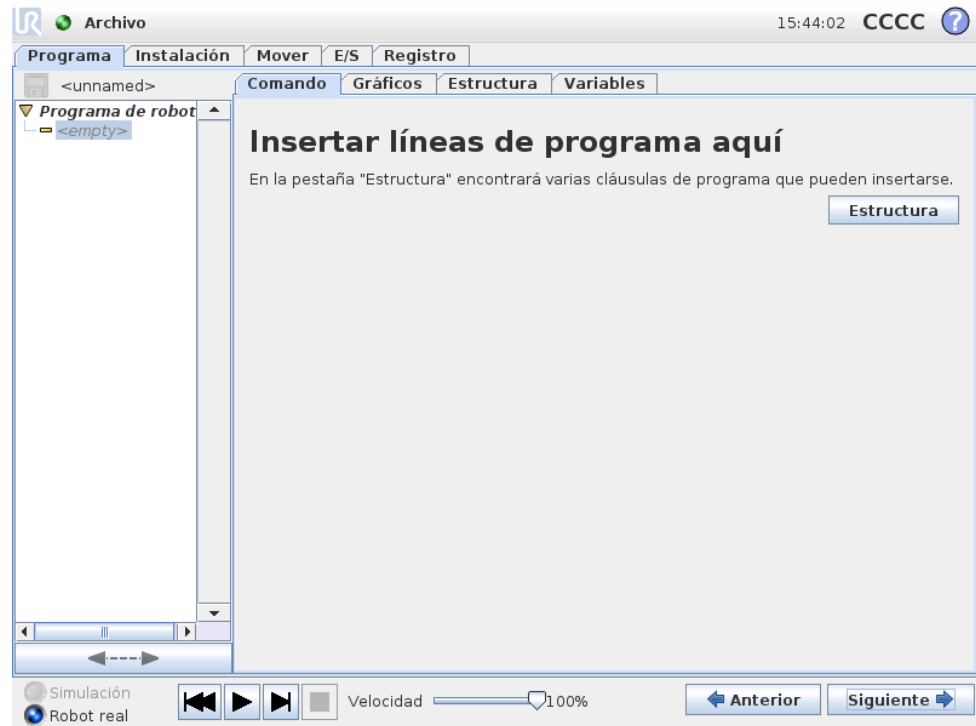 UR Archivo 15:44:02 CCCC ?
Programa Instalación Mover E/S Registro
<unnamed>
Comando Gráficos Estructura Variables
Programa de robot
<empty>
Insertar líneas de programa aquí
En la pestaña "Estructura" encontrará varias cláusulas de programa que pueden insertarse.
Estructura
Simulación
Robot real
Velocidad 100%
Anterior Siguiente